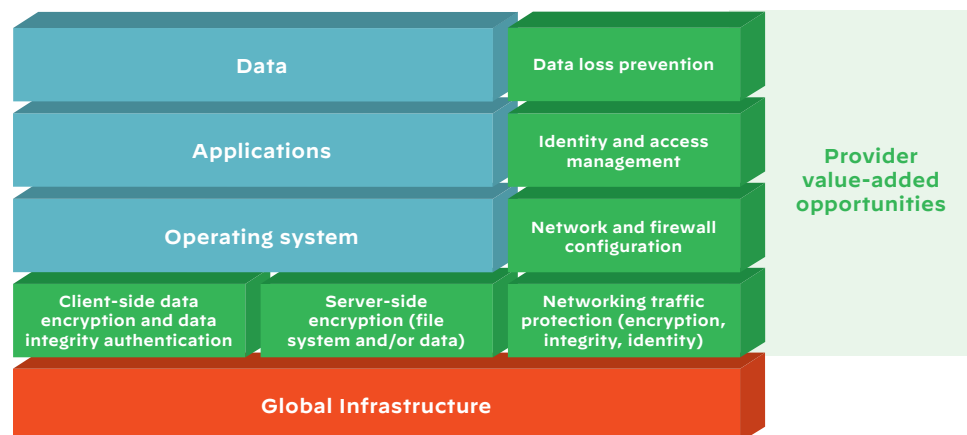 Data
Data loss prevention
Applications
Identity and access
management
Operating system
Network and firewall
configuration
Client-side data
encryption and data
integrity authentication
Server-side
encryption (file
system and/or data)
Networking traffic
protection (encryption,
integrity, identity)
Global Infrastructure
Provider
value-added
opportunities